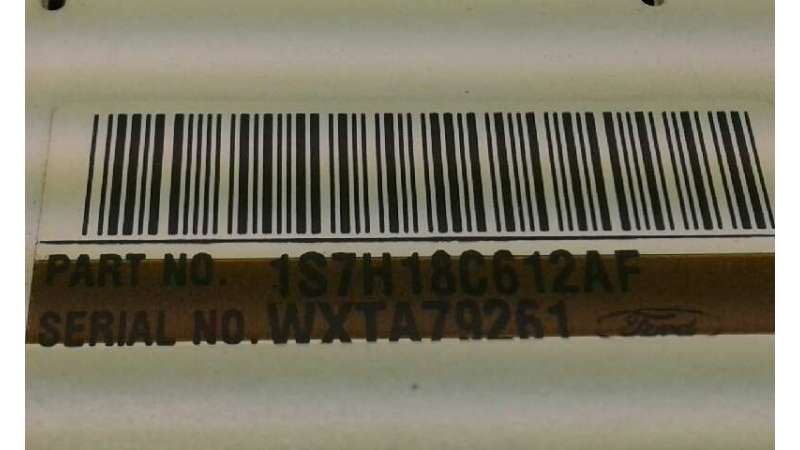 PART NO. 1S7H18C612AF
SERIAL NO. WXTA79261 Ford